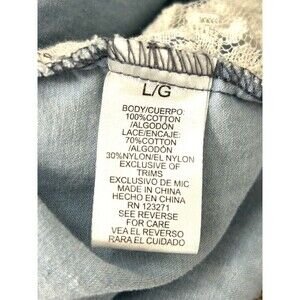 L/G
BODY/CUERPO:
100%COTTON
/ALGODÓN
LACE/ENCAJE:
70%COTTON
/ALGODÓN
30%NYLON/EL NYLON
EXCLUSIVE OF
TRIMS
EXCLUSIVO DE MIC
MADE IN CHINA
HECHO EN CHINA
RN 123271
SEE REVERSE
FOR CARE
VEA EL REVERSO
RARA EL CUIDADO